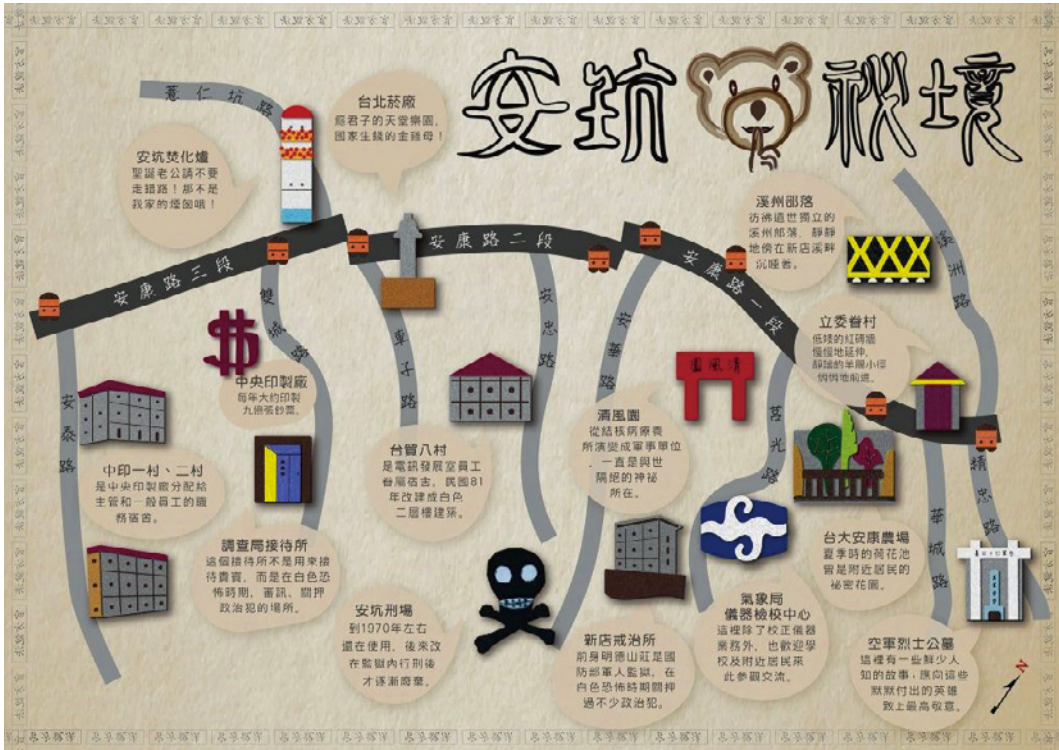 安坑秘境
薏仁坑路
台北菸廠
癮君子的天堂樂園,
國家生錢的金雞母!
安坑焚化爐
聖誕老公請不要
走錯路!那不是
我家的煙囪哦!
溪州部落
彷彿遺世獨立的
溪州部落,靜靜
地傍在新店溪畔
沉睡著。
溪洲路
安康路三段
安康路二段
安康路一段
立委眷村
低矮的紅磚牆
慢慢地延伸,
靜謐的羊腸小徑
悄悄地前進。
雙城路
車子路
安忠路
莒光路
安泰路
華城路
精忠路
中央印製廠
每年大約印製
九億張鈔票。
清風園
清風園
從結核病療養
所演變成軍事單位
,一直是與世
隔絕的神祕
所在。
中印一村、二村
是中央印製廠分配給
主管和一般員工的職
務宿舍。
台貿八村
是電訊發展室員工
眷屬宿舍,民國81
年改建成白色
二層樓建築。
調查局接待所
這個接待所不是用來接
待貴賓,而是在白色恐
怖時期,審訊、關押
政治犯的場所。
台大安康農場
夏季時的荷花池
曾是附近居民的
祕密花園。
安坑刑場
到1970年左右
還在使用,後來改
在監獄內行刑後
才逐漸廢棄。
新店戒治所
前身明德山莊是國
防部軍人監獄,在
白色恐怖時期關押
過不少政治犯。
氣象局
儀器檢校中心
這裡除了校正儀器
業務外,也歡迎學
校及附近居民來
此參觀交流。
空軍烈士公墓
這裡有一些鮮少人
知的故事,應向這些
默默付出的英雄
致上最高敬意。
N